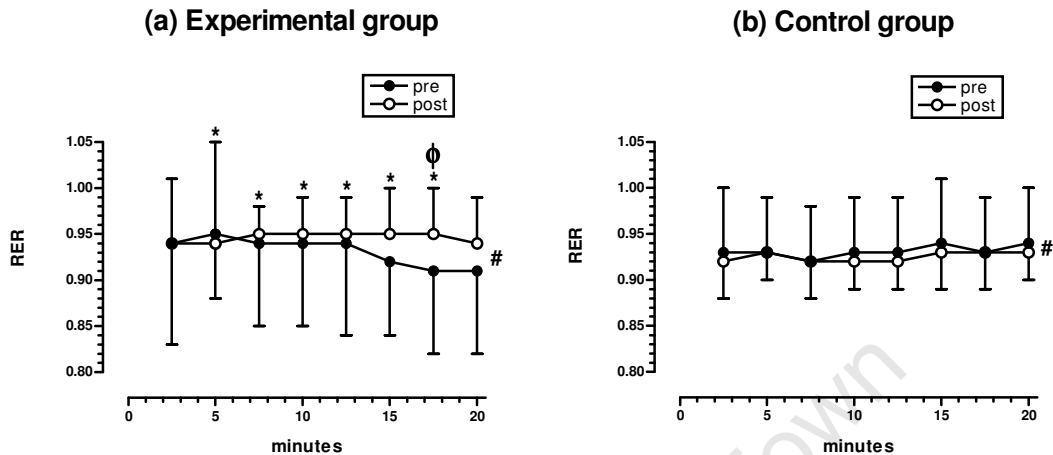 (a) Experimental group
pre
post
1.05
1.00
0.95
0.90
0.85
0.80
RER
*
*
*
*
*
ϕ
*
#
0
5
10
15
20
minutes
(b) Control group
pre
post
1.05
1.00
0.95
0.90
0.85
0.80
RER
#
0
5
10
15
20
minutes
Town